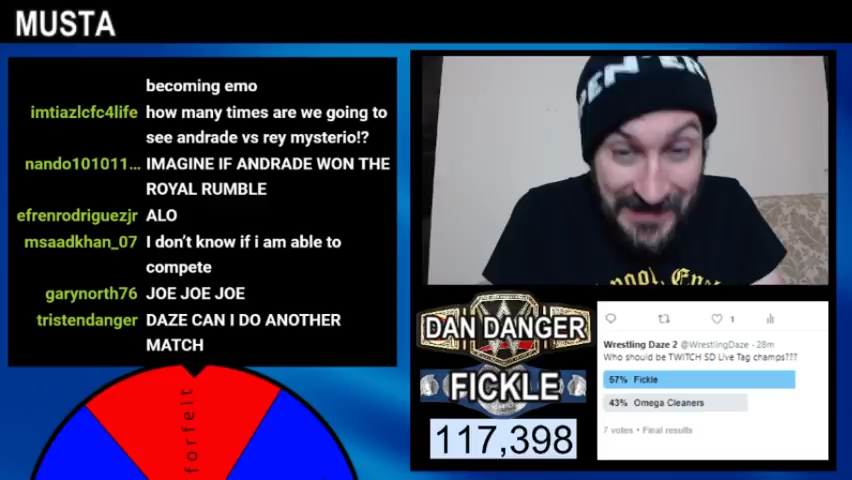 MUSTA
becoming emo
imtiazlcfc4life how many times are we going to
see andrade vs rey mysterio!?
nando101011... IMAGINE IF ANDRADE WON THE
ROYAL RUMBLE
efrenrodriguezjr ALO
msaadkhan_07 I don't know if i am able to
compete
garynorth76 JOE JOE JOE
tristendanger DAZE CAN I DO ANOTHER
MATCH
forfeit
DAN DANGER
FICKLE
117,398
1
Wrestling Daze 2 @WrestlingDaze - 28m
Who should be TWITCH SD Live Tag champs???
57% Fickle
43% Omega Cleaners
7 votes • Final results